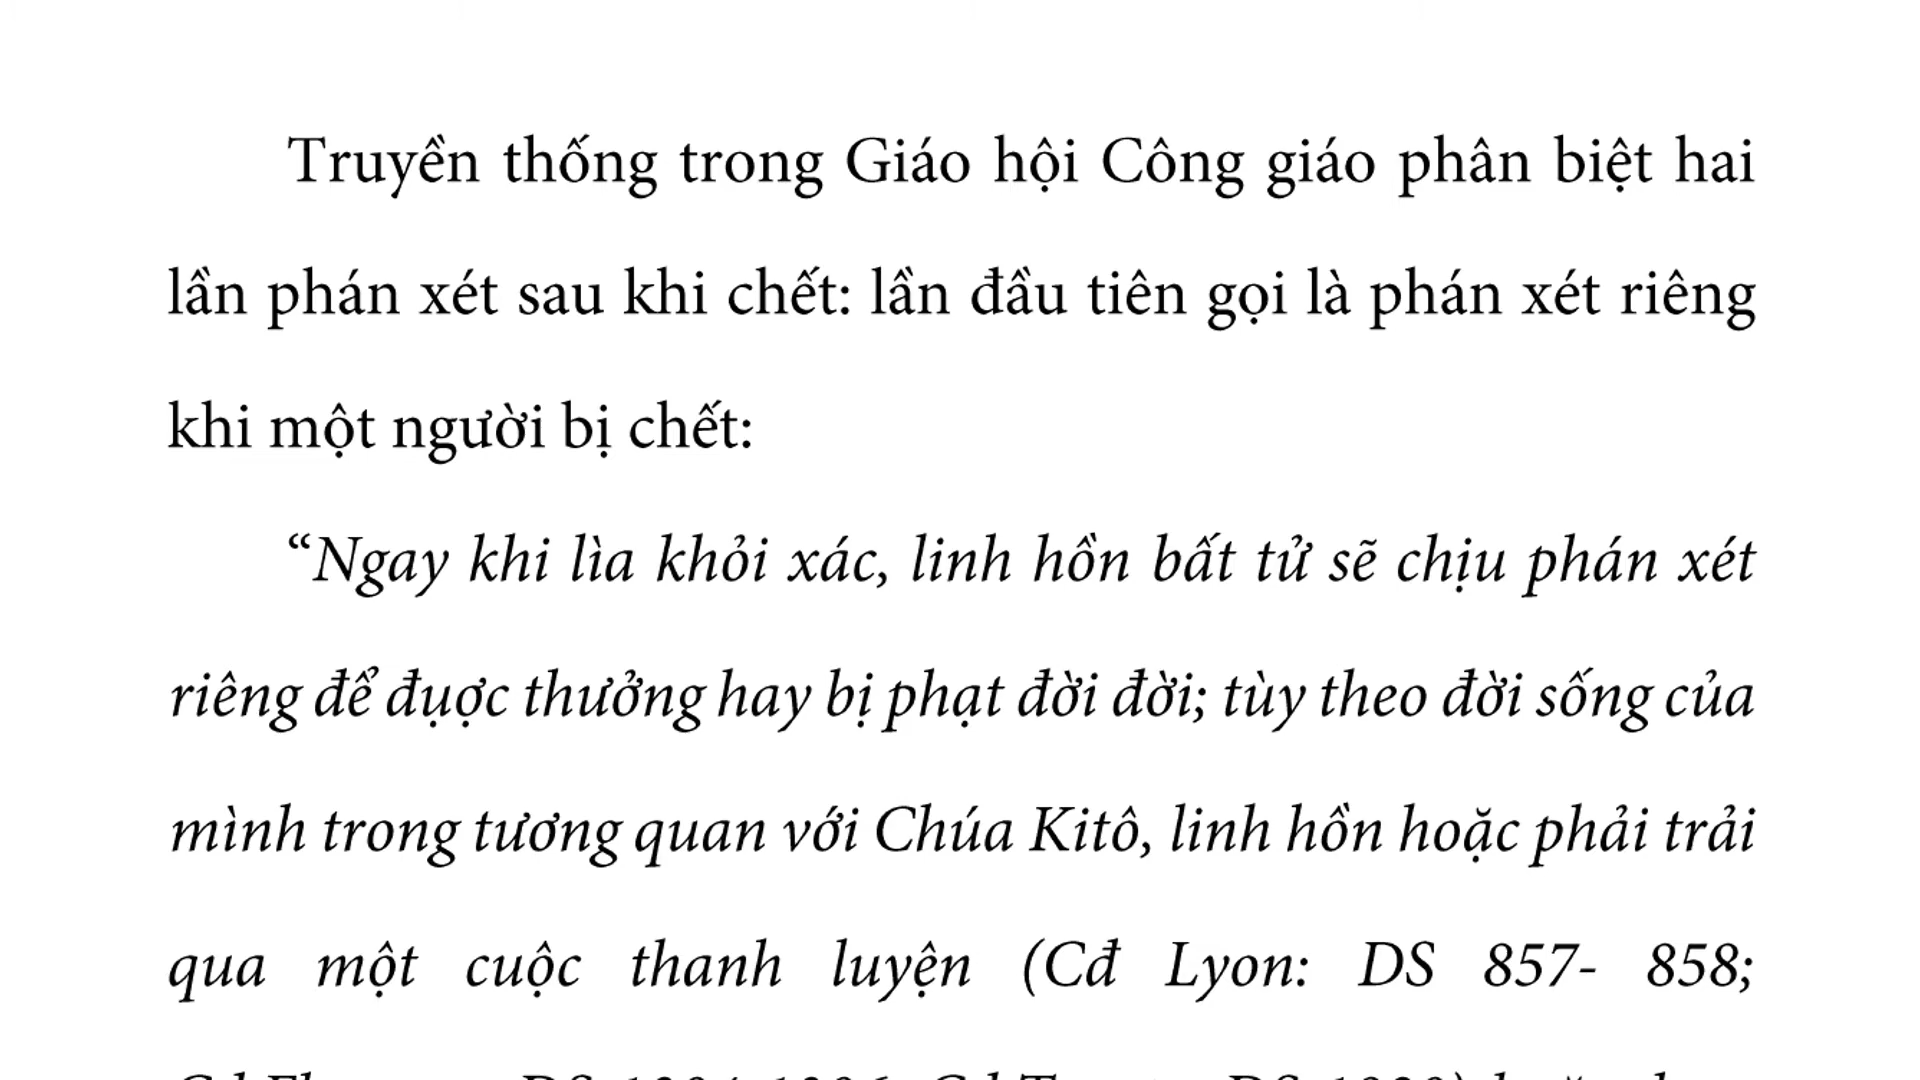 Truyền thống trong Giáo hội Công giáo phân biệt hai
lần phán xét sau khi chết: lần đầu tiên gọi là phán xét riêng
khi một người bị chết:
“Ngay khi lìa khỏi xác, linh hồn bất tử sẽ chịu phán xét
riêng để đụợc thưởng hay bị phạt đời đời; tùy theo đời sống của
mình trong tương quan với Chúa Kitô, linh hồn hoặc phải trải
qua một cuộc thanh luyện (Cđ Lyon: DS 857- 858;